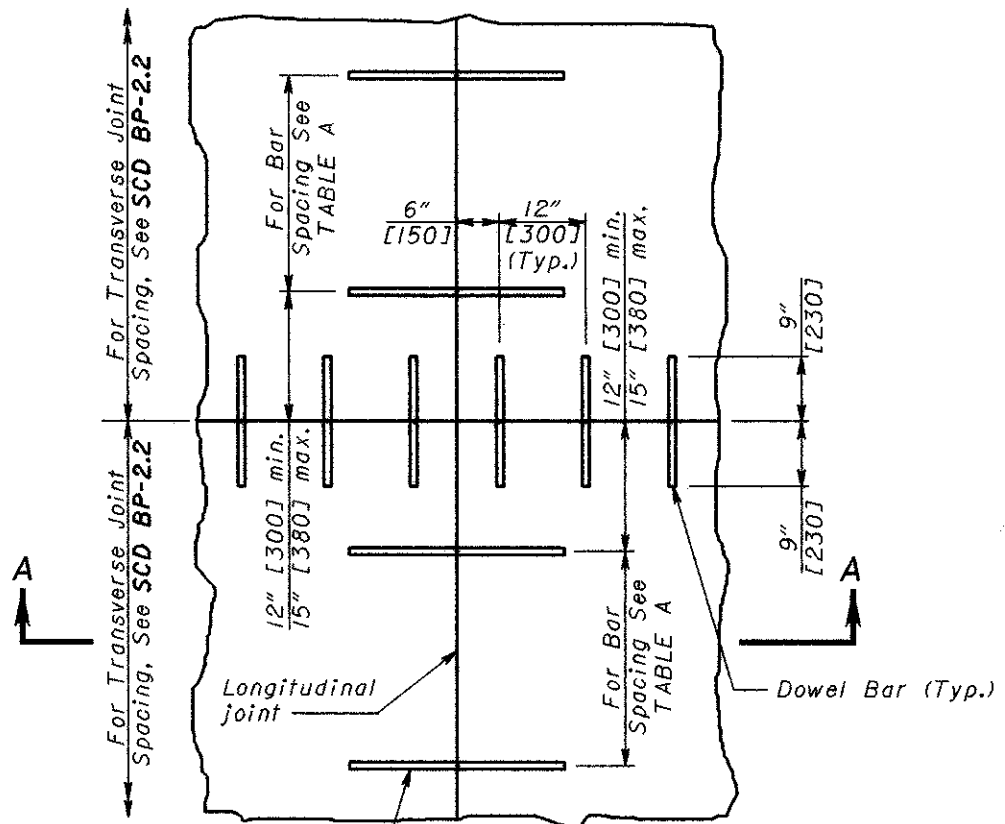 For Transverse Joint
Spacing, See SCD BP-2.2
For Bar
Spacing See
TABLE A
6"
[150]
12"
[300]
(Typ.)
12" [300] min.
15" [380] max.
9"
[230]
For Transverse Joint
Spacing, See SCD BP-2.2
12" [300] min.
15" [380] max.
9"
[230]
A
A
For Bar
Spacing See
TABLE A
Longitudinal
joint
Dowel Bar (Typ.)